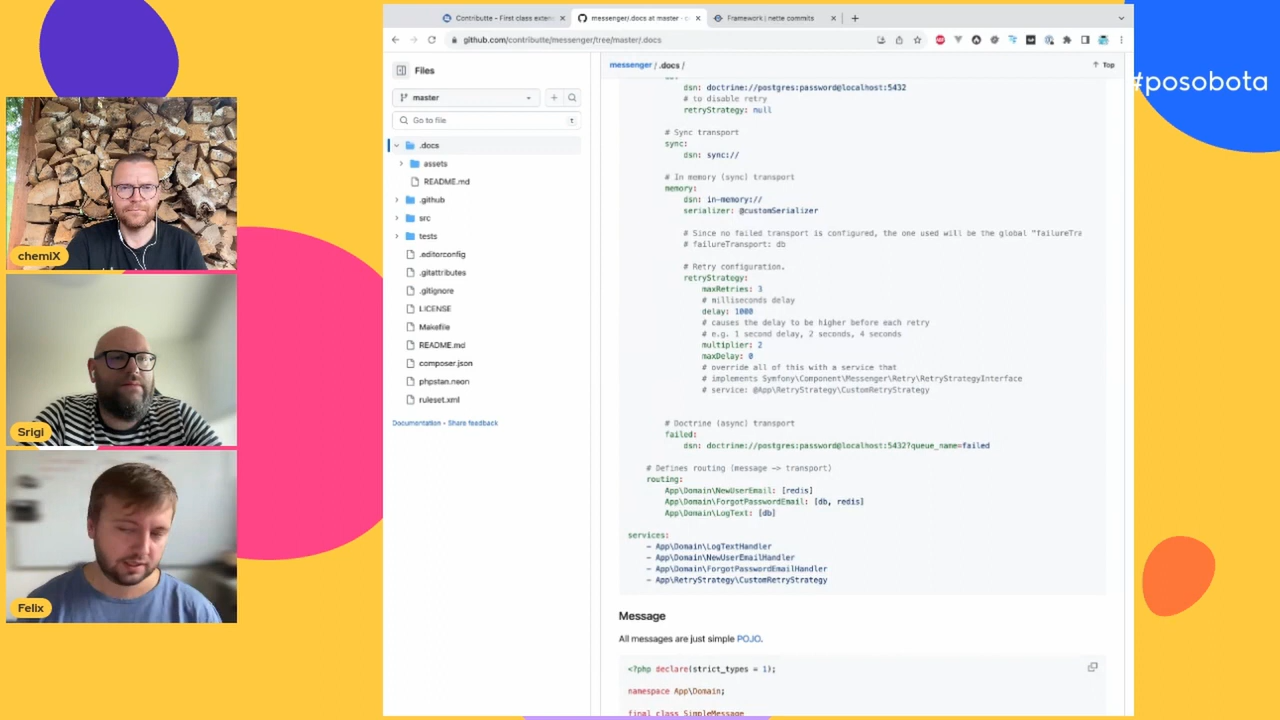 Contributte - First class exten
messenger/.docs at master · c
Framework | nette commits
github.com/contributte/messenger/tree/master/.docs
#posobota
Files
master
Go to file
t
.docs
assets
README.md
.github
src
tests
.editorconfig
.gitattributes
.gitignore
LICENSE
Makefile
README.md
composer.json
phpstan.neon
ruleset.xml
Documentation • Share feedback
messenger / .docs /
Top
dsn: doctrine://postgres:password@localhost:5432
# to disable retry
retryStrategy: null
# Sync transport
sync:
dsn: sync://
# In memory (sync) transport
memory:
dsn: in-memory://
serializer: @customSerializer
# Since no failed transport is configured, the one used will be the global "failureTra
# failureTransport: db
# Retry configuration.
retryStrategy:
maxRetries: 3
# milliseconds delay
delay: 1000
# causes the delay to be higher before each retry
# e.g. 1 second delay, 2 seconds, 4 seconds
multiplier: 2
maxDelay: 0
# override all of this with a service that
# implements Symfony\Component\Messenger\Retry\RetryStrategyInterface
# service: @App\RetryStrategy\CustomRetryStrategy
# Doctrine (async) transport
failed:
dsn: doctrine://postgres:password@localhost:5432?queue_name=failed
# Defines routing (message -> transport)
routing:
App\Domain\NewUserEmail: [redis]
App\Domain\ForgotPasswordEmail: [db, redis]
App\Domain\LogText: [db]
services:
- App\Domain\LogTextHandler
- App\Domain\NewUserEmailHandler
- App\Domain\ForgotPasswordEmailHandler
- App\RetryStrategy\CustomRetryStrategy
Message
All messages are just simple POJO.
<?php declare(strict_types = 1);
namespace App\Domain;
final class SimpleMessage
chemiX
Srigi
Felix